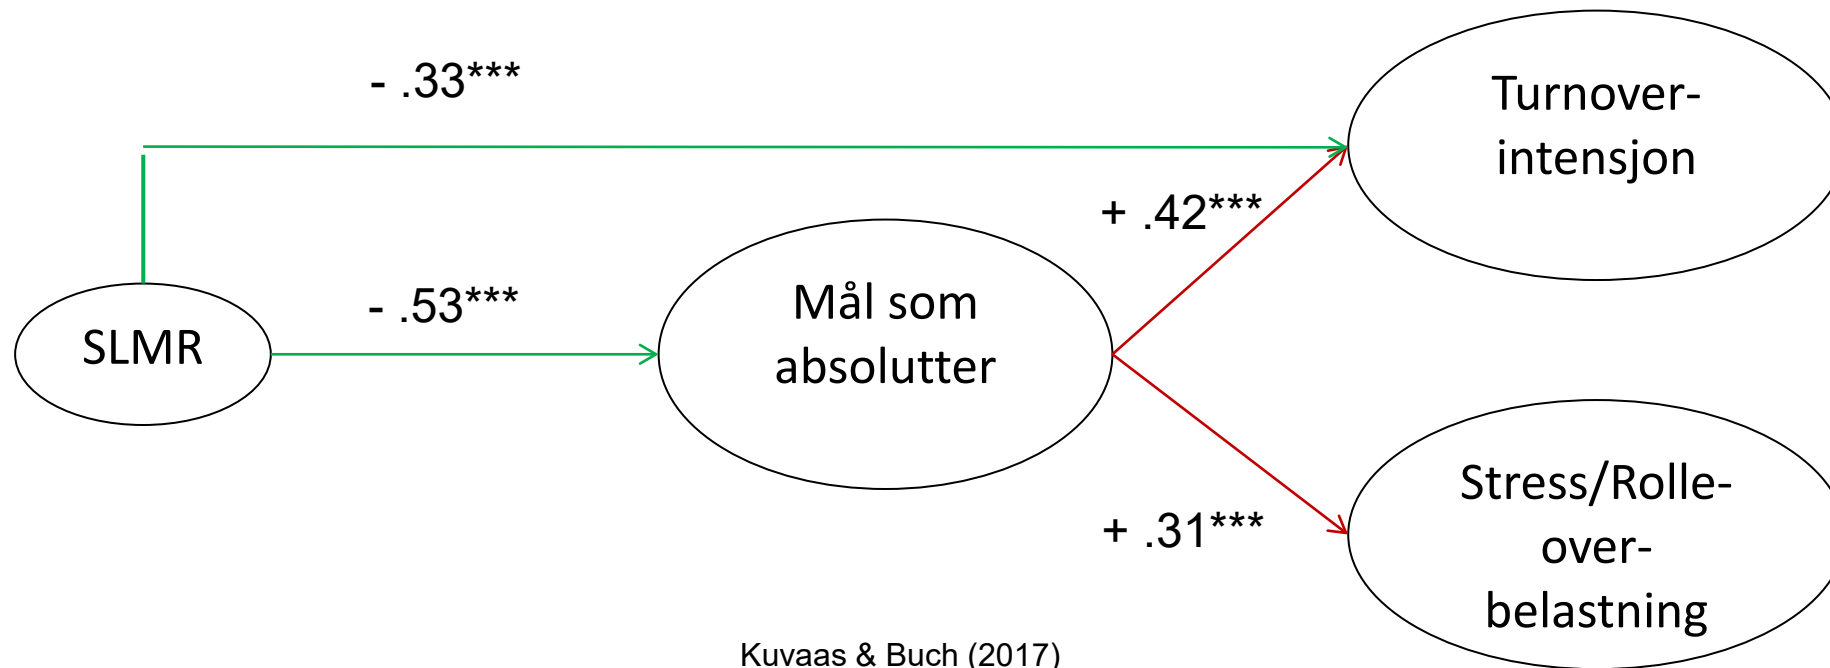 - .33***
Turnover-
intensjon
+ .42***
SLMR
- .53***
Mål som
absolutter
+ .31***
Stress/Rolle-
over-
belastning
Kuvaas & Buch (2017)